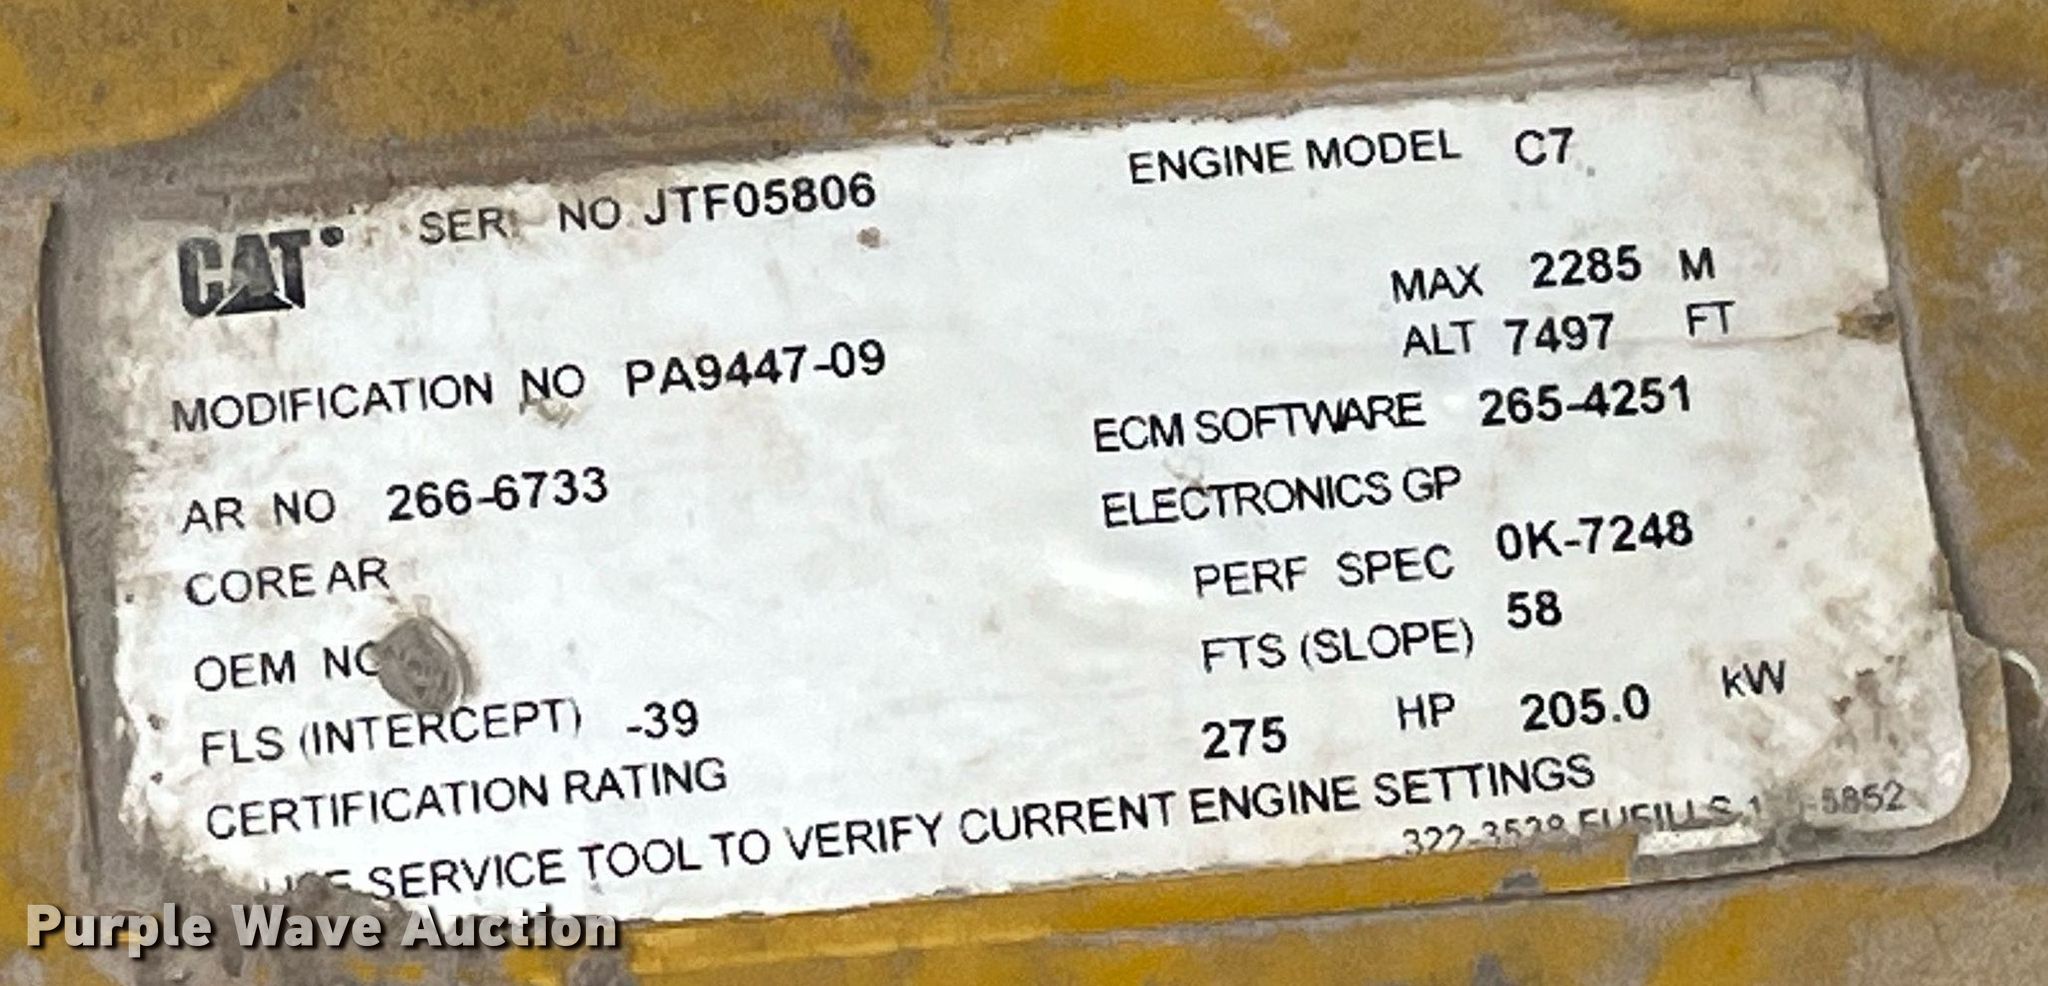 CAT SERI NO JTF05806 ENGINE MODEL C7
MAX 2285 M
MODIFICATION NO PA9447-09 ALT 7497 FT
ECM SOFTWARE 265-4251
AR NO 266-6733 ELECTRONICS GP
CORE AR PERF SPEC 0K-7248
OEM NO FTS (SLOPE) 58
FLS (INTERCEPT) -39 275 HP 205.0 kW
CERTIFICATION RATING
SERVICE TOOL TO VERIFY CURRENT ENGINE SETTINGS
Purple Wave Auction